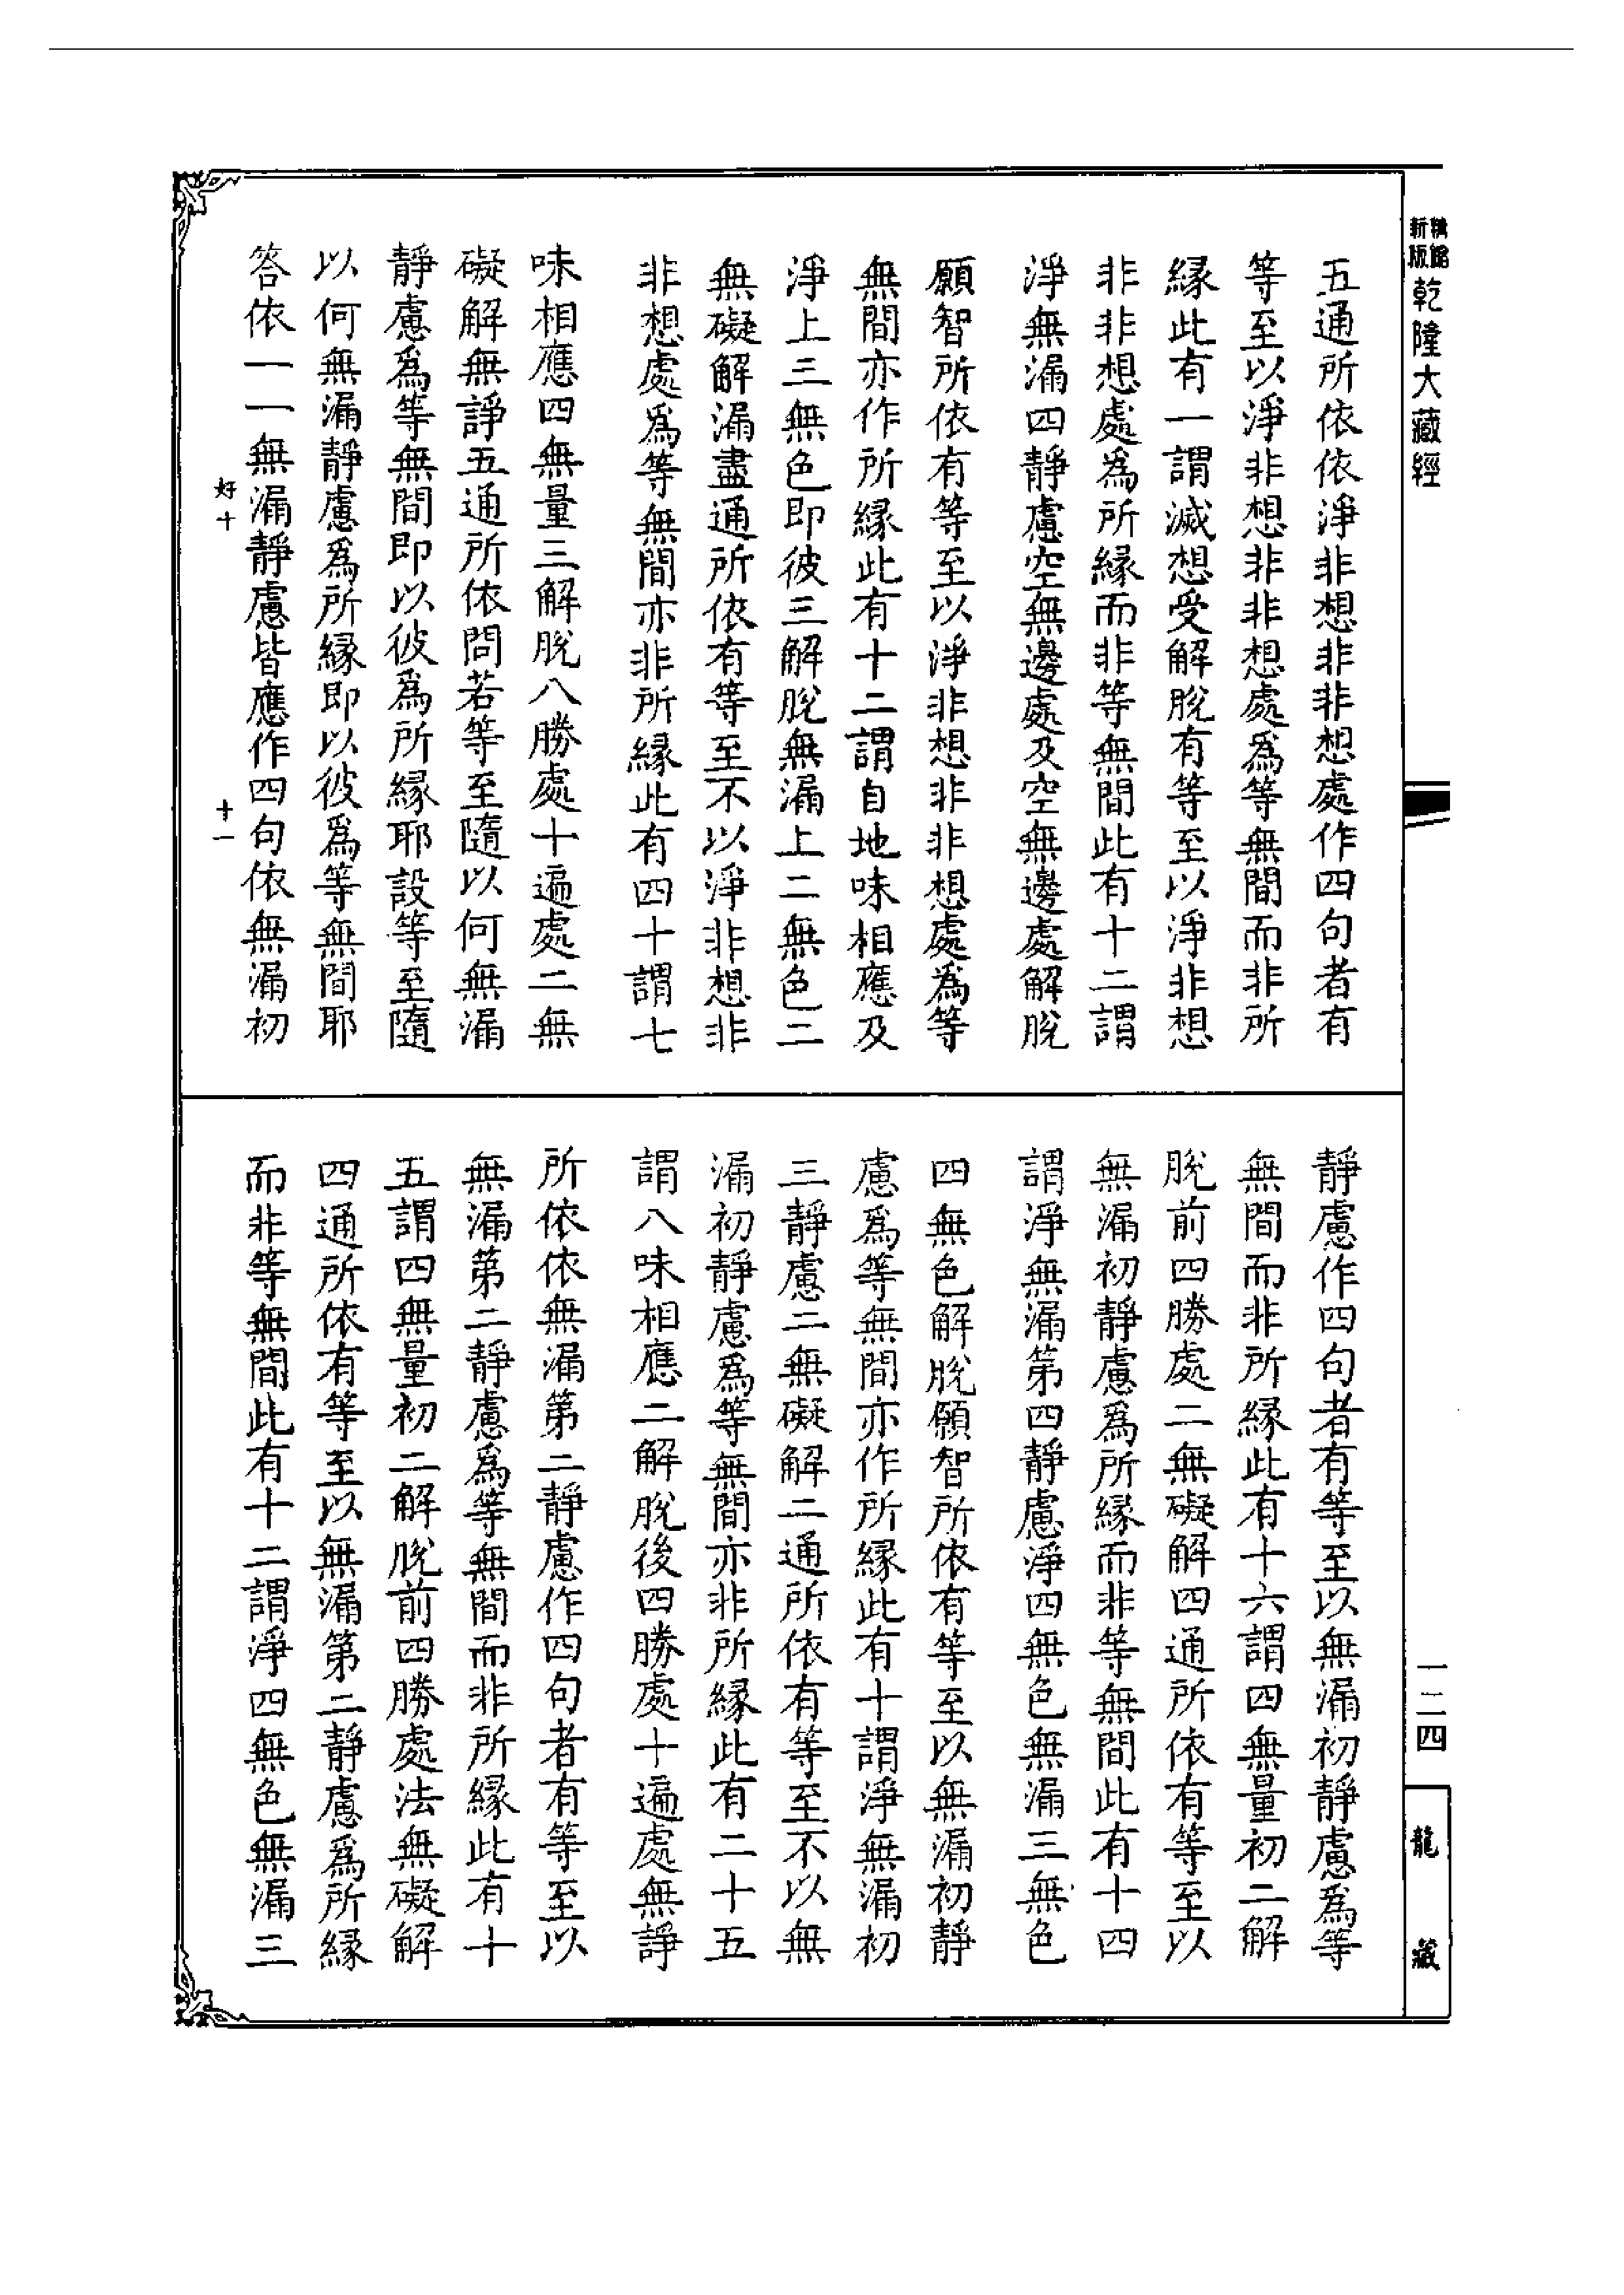 新版
乾隆大藏經
五通所依依淨非想非非想處作四句者有
等至以淨非想非非想處爲等無間而非所
緣此有一謂滅想受解脫有等至以淨非想
非非想處爲所緣而非等無間此有十二謂
淨無漏四靜慮空無邊處及空無邊處解脫
願智所依有等至以淨非想非非想處爲等
無間亦作所緣此有十二謂自地味相應及
淨上三無色即彼三解脫無漏上二無色二
無礙解漏盡通所依有等至不以淨非想非
非想處爲等無間亦非所緣此有四十謂七
味相應四無量三解脫八勝處十遍處二無
礙解無諍五通所依問若等至隨以何無漏
靜慮爲等無間即以彼爲所緣耶設等至隨
以何無漏靜慮爲所緣即以彼爲等無間耶
答依一一無漏靜慮皆應作四句依無漏初
好十
十一
靜慮作四句者有等至以無漏初靜慮爲等
無間而非所緣此有十六謂四無量初二解
脫前四勝處二無礙解四通所依有等至以
無漏初靜慮爲所緣而非等無間此有十四
謂淨無漏第四靜慮淨四無色無漏三無色
四無色解脫願智所依有等至以無漏初靜
慮爲等無間亦作所緣此有十謂淨無漏初
三靜慮二無礙解二通所依有等至不以無
漏初靜慮爲等無間亦非所緣此有二十五
謂八味相應二解脫後四勝處十遍處無諍
所依依無漏第二靜慮作四句者有等至以
無漏第二靜慮爲等無間而非所緣此有十
五謂四無量初二解脫前四勝處法無礙解
四通所依有等至以無漏第二靜慮爲所緣
而非等無間此有十二謂淨四無色無漏三
一二四
龍藏